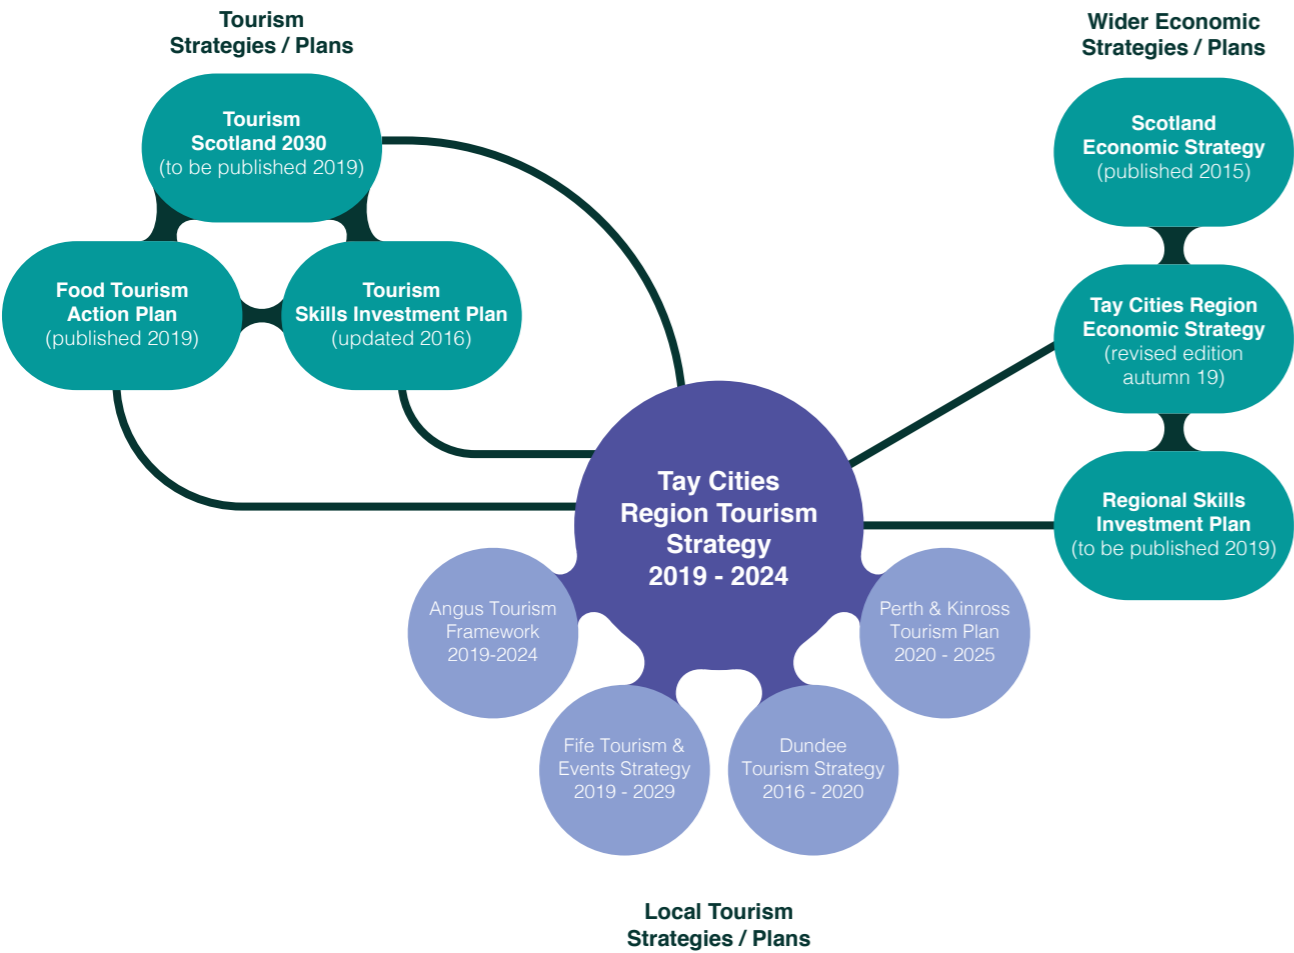 Tourism
Strategies / Plans
Tourism
Scotland 2030
(to be published 2019)
Food Tourism
Action Plan
(published 2019)
Tourism
Skills Investment Plan
(updated 2016)
Wider Economic
Strategies / Plans
Scotland
Economic Strategy
(published 2015)
Tay Cities Region
Economic Strategy
(revised edition
autumn 19)
Regional Skills
Investment Plan
(to be published 2019)
Tay Cities
Region Tourism
Strategy
2019 - 2024
Angus Tourism
Framework
2019-2024
Fife Tourism &
Events Strategy
2019 - 2029
Dundee
Tourism Strategy
2016 - 2020
Perth & Kinross
Tourism Plan
2020 - 2025
Local Tourism
Strategies / Plans